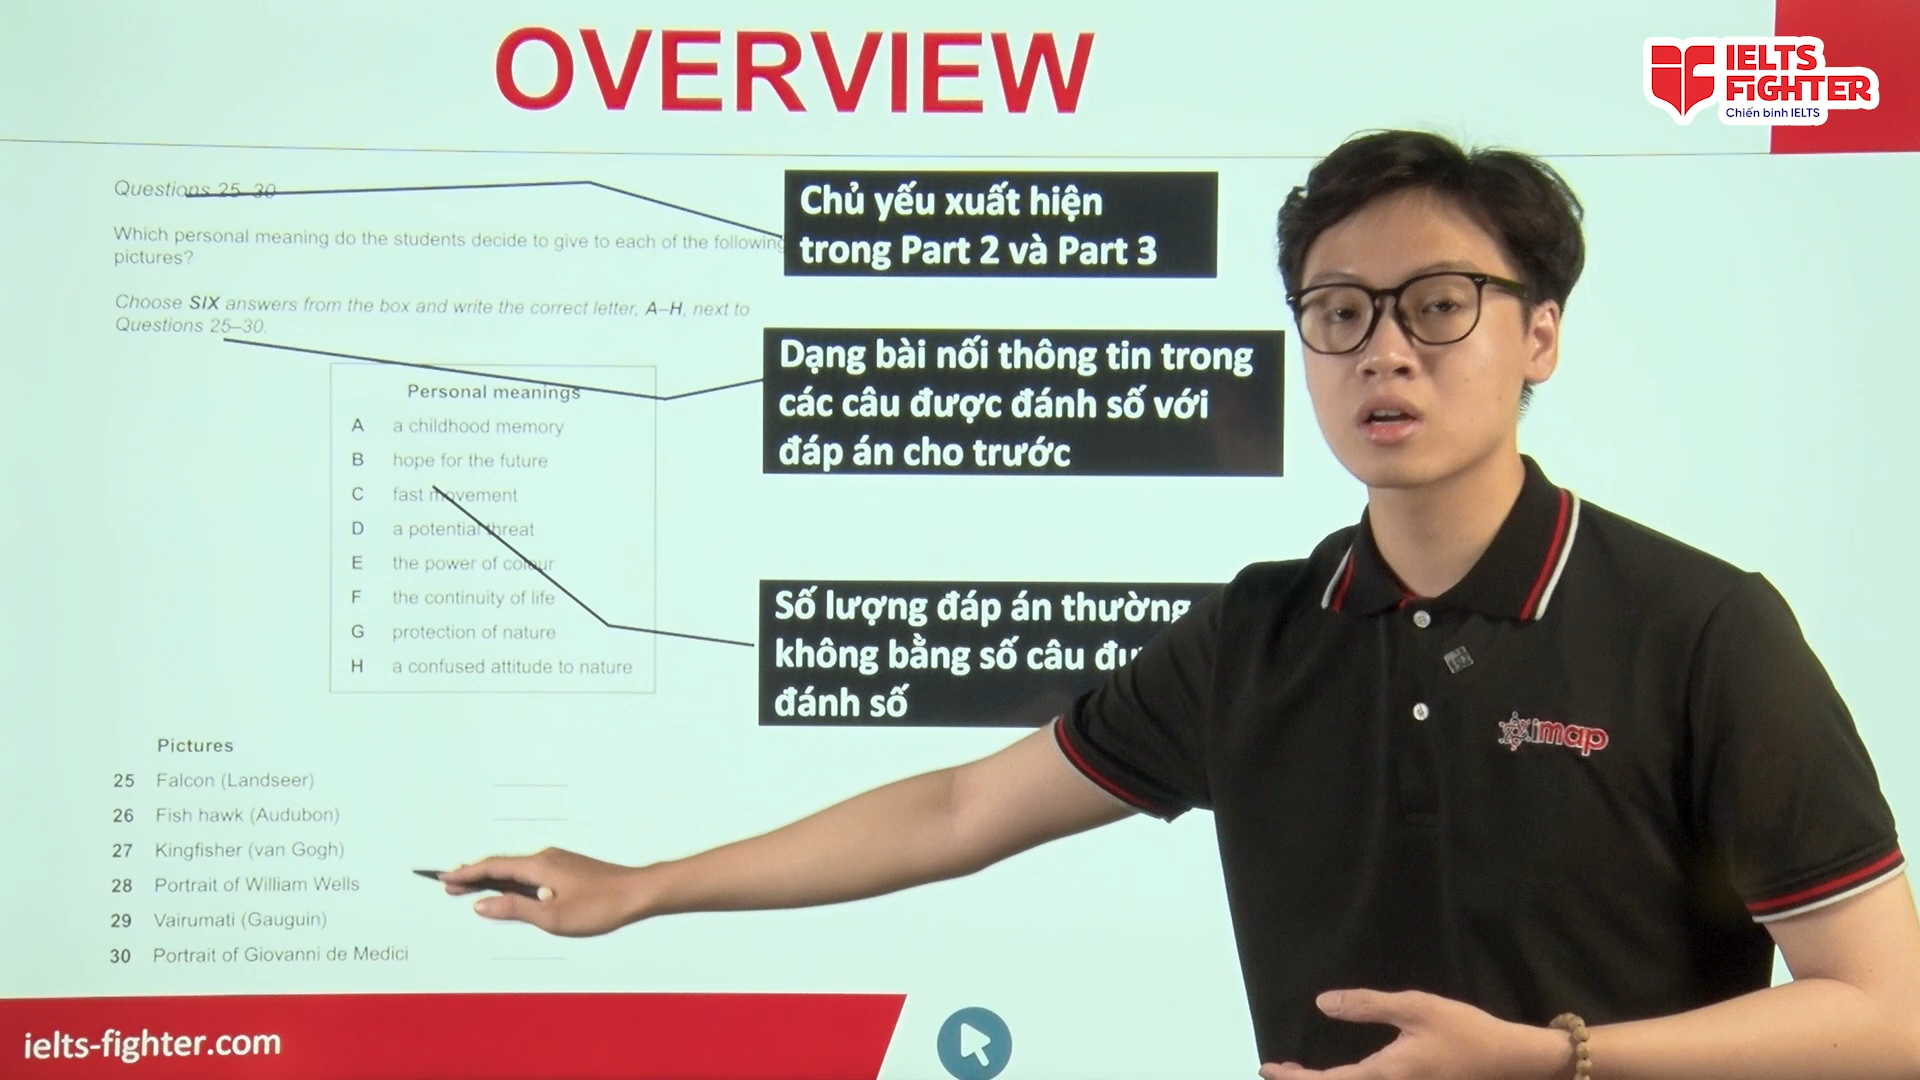 OVERVIEW
IELTS
FIGHTER
Chiến binh IELTS
Questions 25–30
Which personal meaning do the students decide to give to each of the following
pictures?
Choose SIX answers from the box and write the correct letter, A–H, next to
Questions 25–30.
Personal meanings
A a childhood memory
B hope for the future
C fast movement
D a potential threat
E the power of colour
F the continuity of life
G protection of nature
H a confused attitude to nature
Pictures
25 Falcon (Landseer)
26 Fish hawk (Audubon)
27 Kingfisher (van Gogh)
28 Portrait of William Wells
29 Vairumati (Gauguin)
30 Portrait of Giovanni de Medici
Chủ yếu xuất hiện
trong Part 2 và Part 3
Dạng bài nối thông tin trong
các câu được đánh số với
đáp án cho trước
Số lượng đáp án thường
không bằng số câu
đánh số
imap
ielts-fighter.com